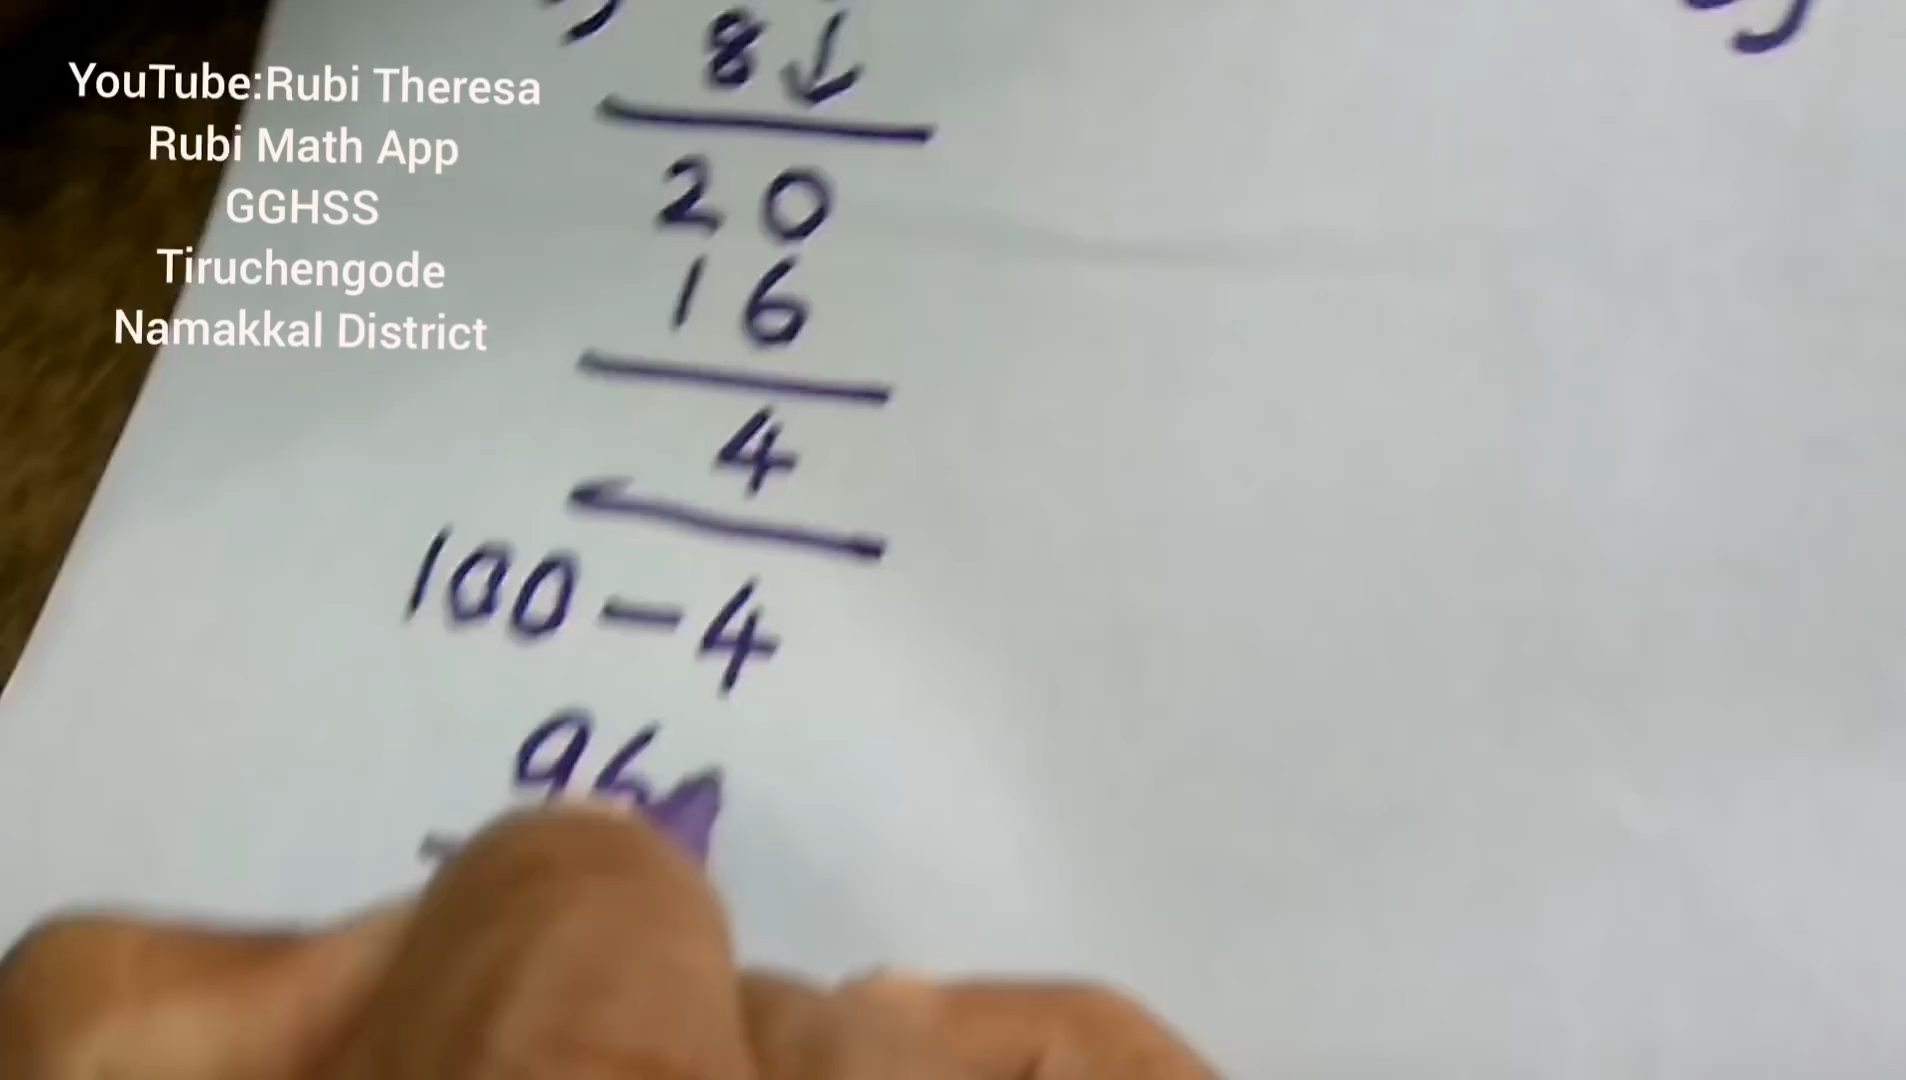 YouTube:Rubi Theresa
Rubi Math App
GGHSS
Tiruchengode
Namakkal District
8↓
20
16
4
100-4
96